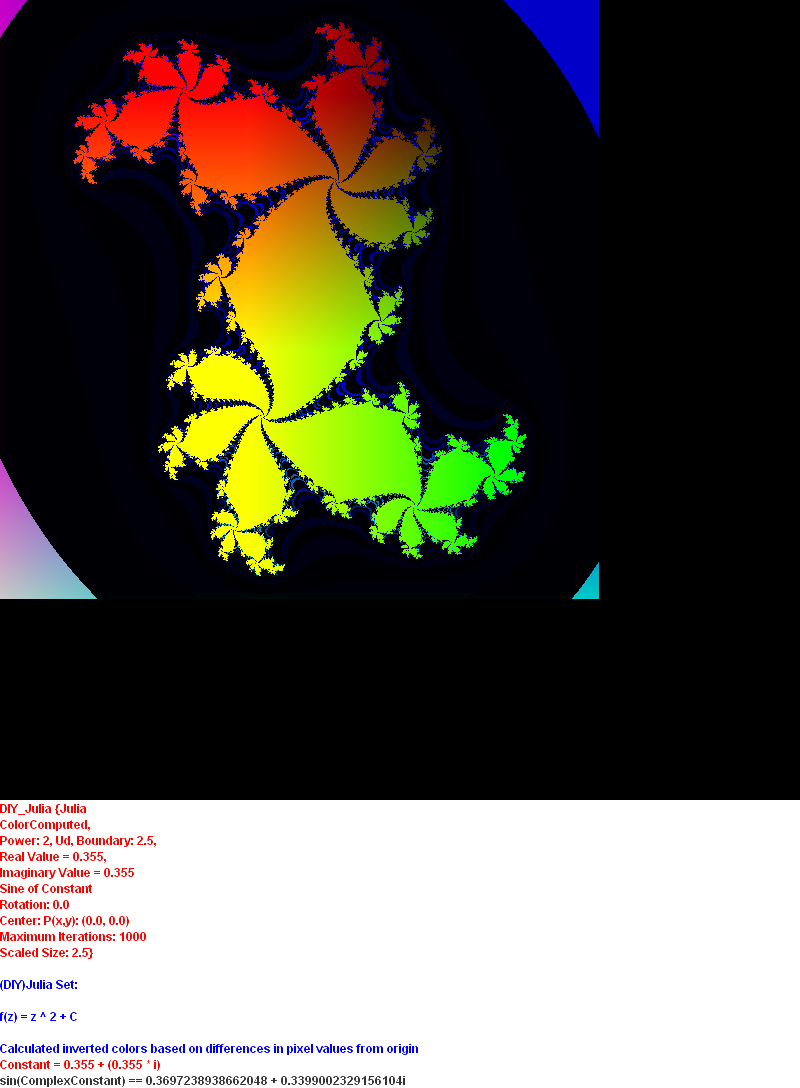 DIY_Julia {Julia
ColorComputed,
Power: 2, Ud, Boundary: 2.5,
Real Value = 0.355,
Imaginary Value = 0.355
Sine of Constant
Rotation: 0.0
Center: P(x,y): (0.0, 0.0)
Maximum Iterations: 1000
Scaled Size: 2.5}
(DIY)Julia Set:
f(z) = z ^ 2 + C
Calculated inverted colors based on differences in pixel values from origin
Constant = 0.355 + (0.355 * i)
sin(ComplexConstant) == 0.3697238938662048 + 0.3399002329156104i